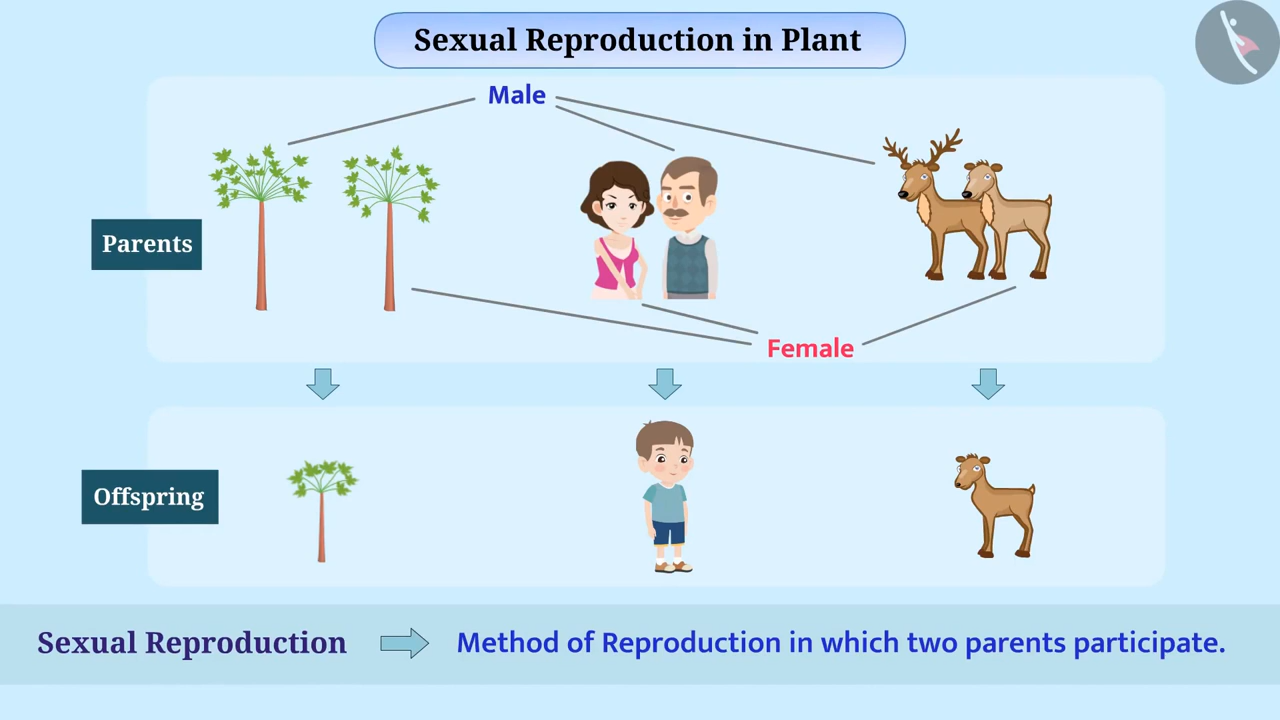 Sexual Reproduction in Plant
Male
Parents
Female
Offspring
Sexual Reproduction
Method of Reproduction in which two parents participate.